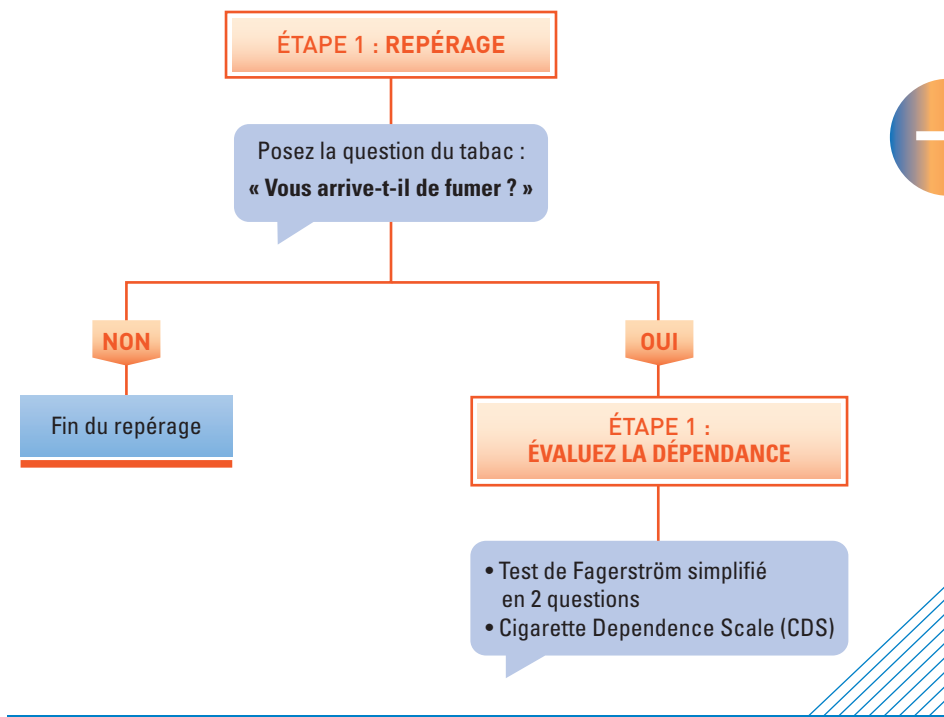 ÉTAPE 1 : REPÉRAGE
Posez la question du tabac :
« Vous arrive-t-il de fumer ? »
NON
OUI
Fin du repérage
ÉTAPE 1 :
ÉVALUEZ LA DÉPENDANCE
• Test de Fagerström simplifié
en 2 questions
• Cigarette Dependence Scale (CDS)